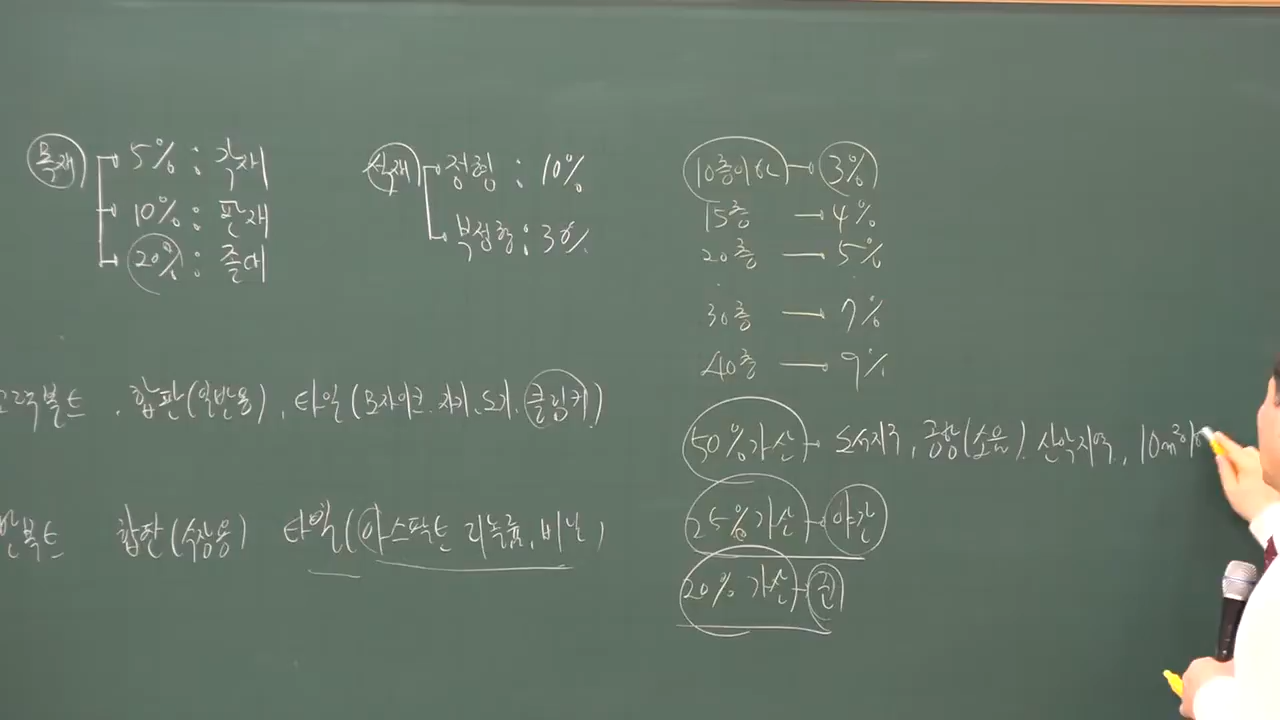 목재
5% : 각재
10% : 판재
20% : 졸대
석재
정형 : 10%
부정형 : 30%
10층이하 → 3%
15층 → 4%
20층 → 5%
30층 → 7%
40층 → 9%
고력볼트, 합판(일반용), 타일(모자이크, 자기, 도기, 클링커)
합판(수장용) 타일(아스팔트 리놀륨, 비닐)
50%가산 → 도서지구, 공항(소음), 산악지역, 10m²이
25%가산 → 야간
20% 가산 →